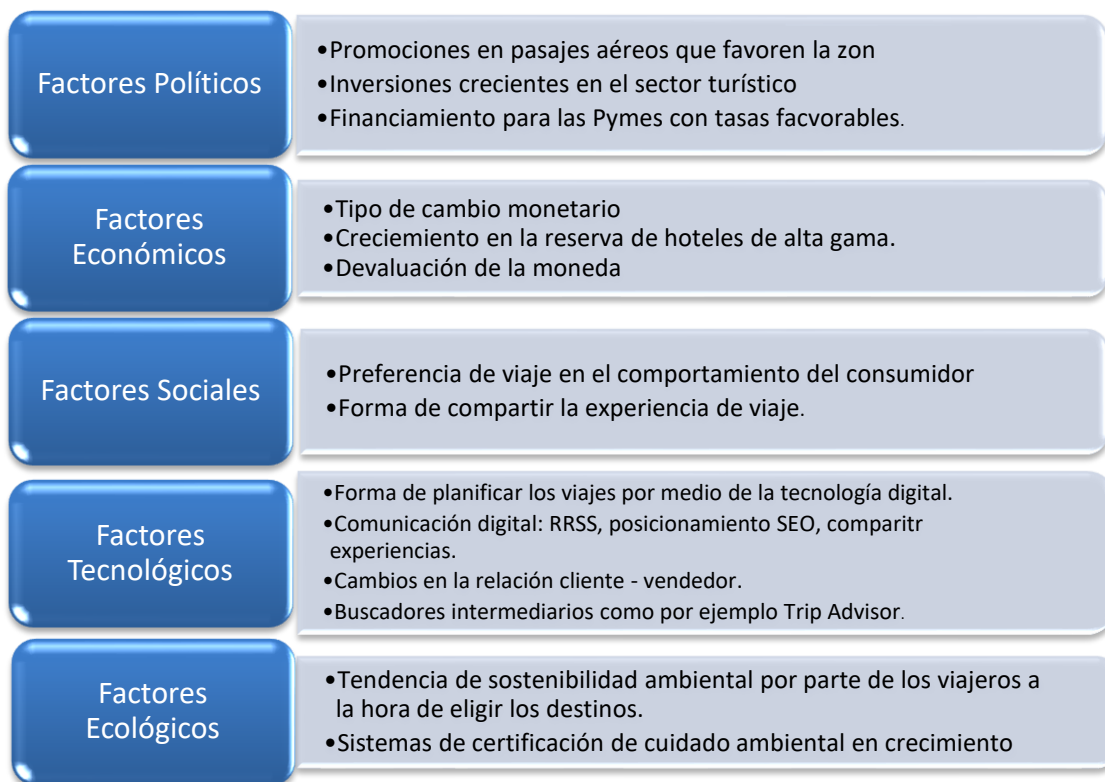 Factores Políticos
•Promociones en pasajes aéreos que favoren la zon
•Inversiones crecientes en el sector turístico
•Financiamiento para las Pymes con tasas facvorables.
Factores
Económicos
•Tipo de cambio monetario
•Creciemiento en la reserva de hoteles de alta gama.
•Devaluación de la moneda
Factores Sociales
•Preferencia de viaje en el comportamiento del consumidor
•Forma de compartir la experiencia de viaje.
Factores
Tecnológicos
•Forma de planificar los viajes por medio de la tecnología digital.
•Comunicación digital: RRSS, posicionamiento SEO, comparitr
experiencias.
•Cambios en la relación cliente - vendedor.
•Buscadores intermediarios como por ejemplo Trip Advisor.
Factores
Ecológicos
•Tendencia de sostenibilidad ambiental por parte de los viajeros a
la hora de eligir los destinos.
•Sistemas de certificación de cuidado ambiental en crecimiento